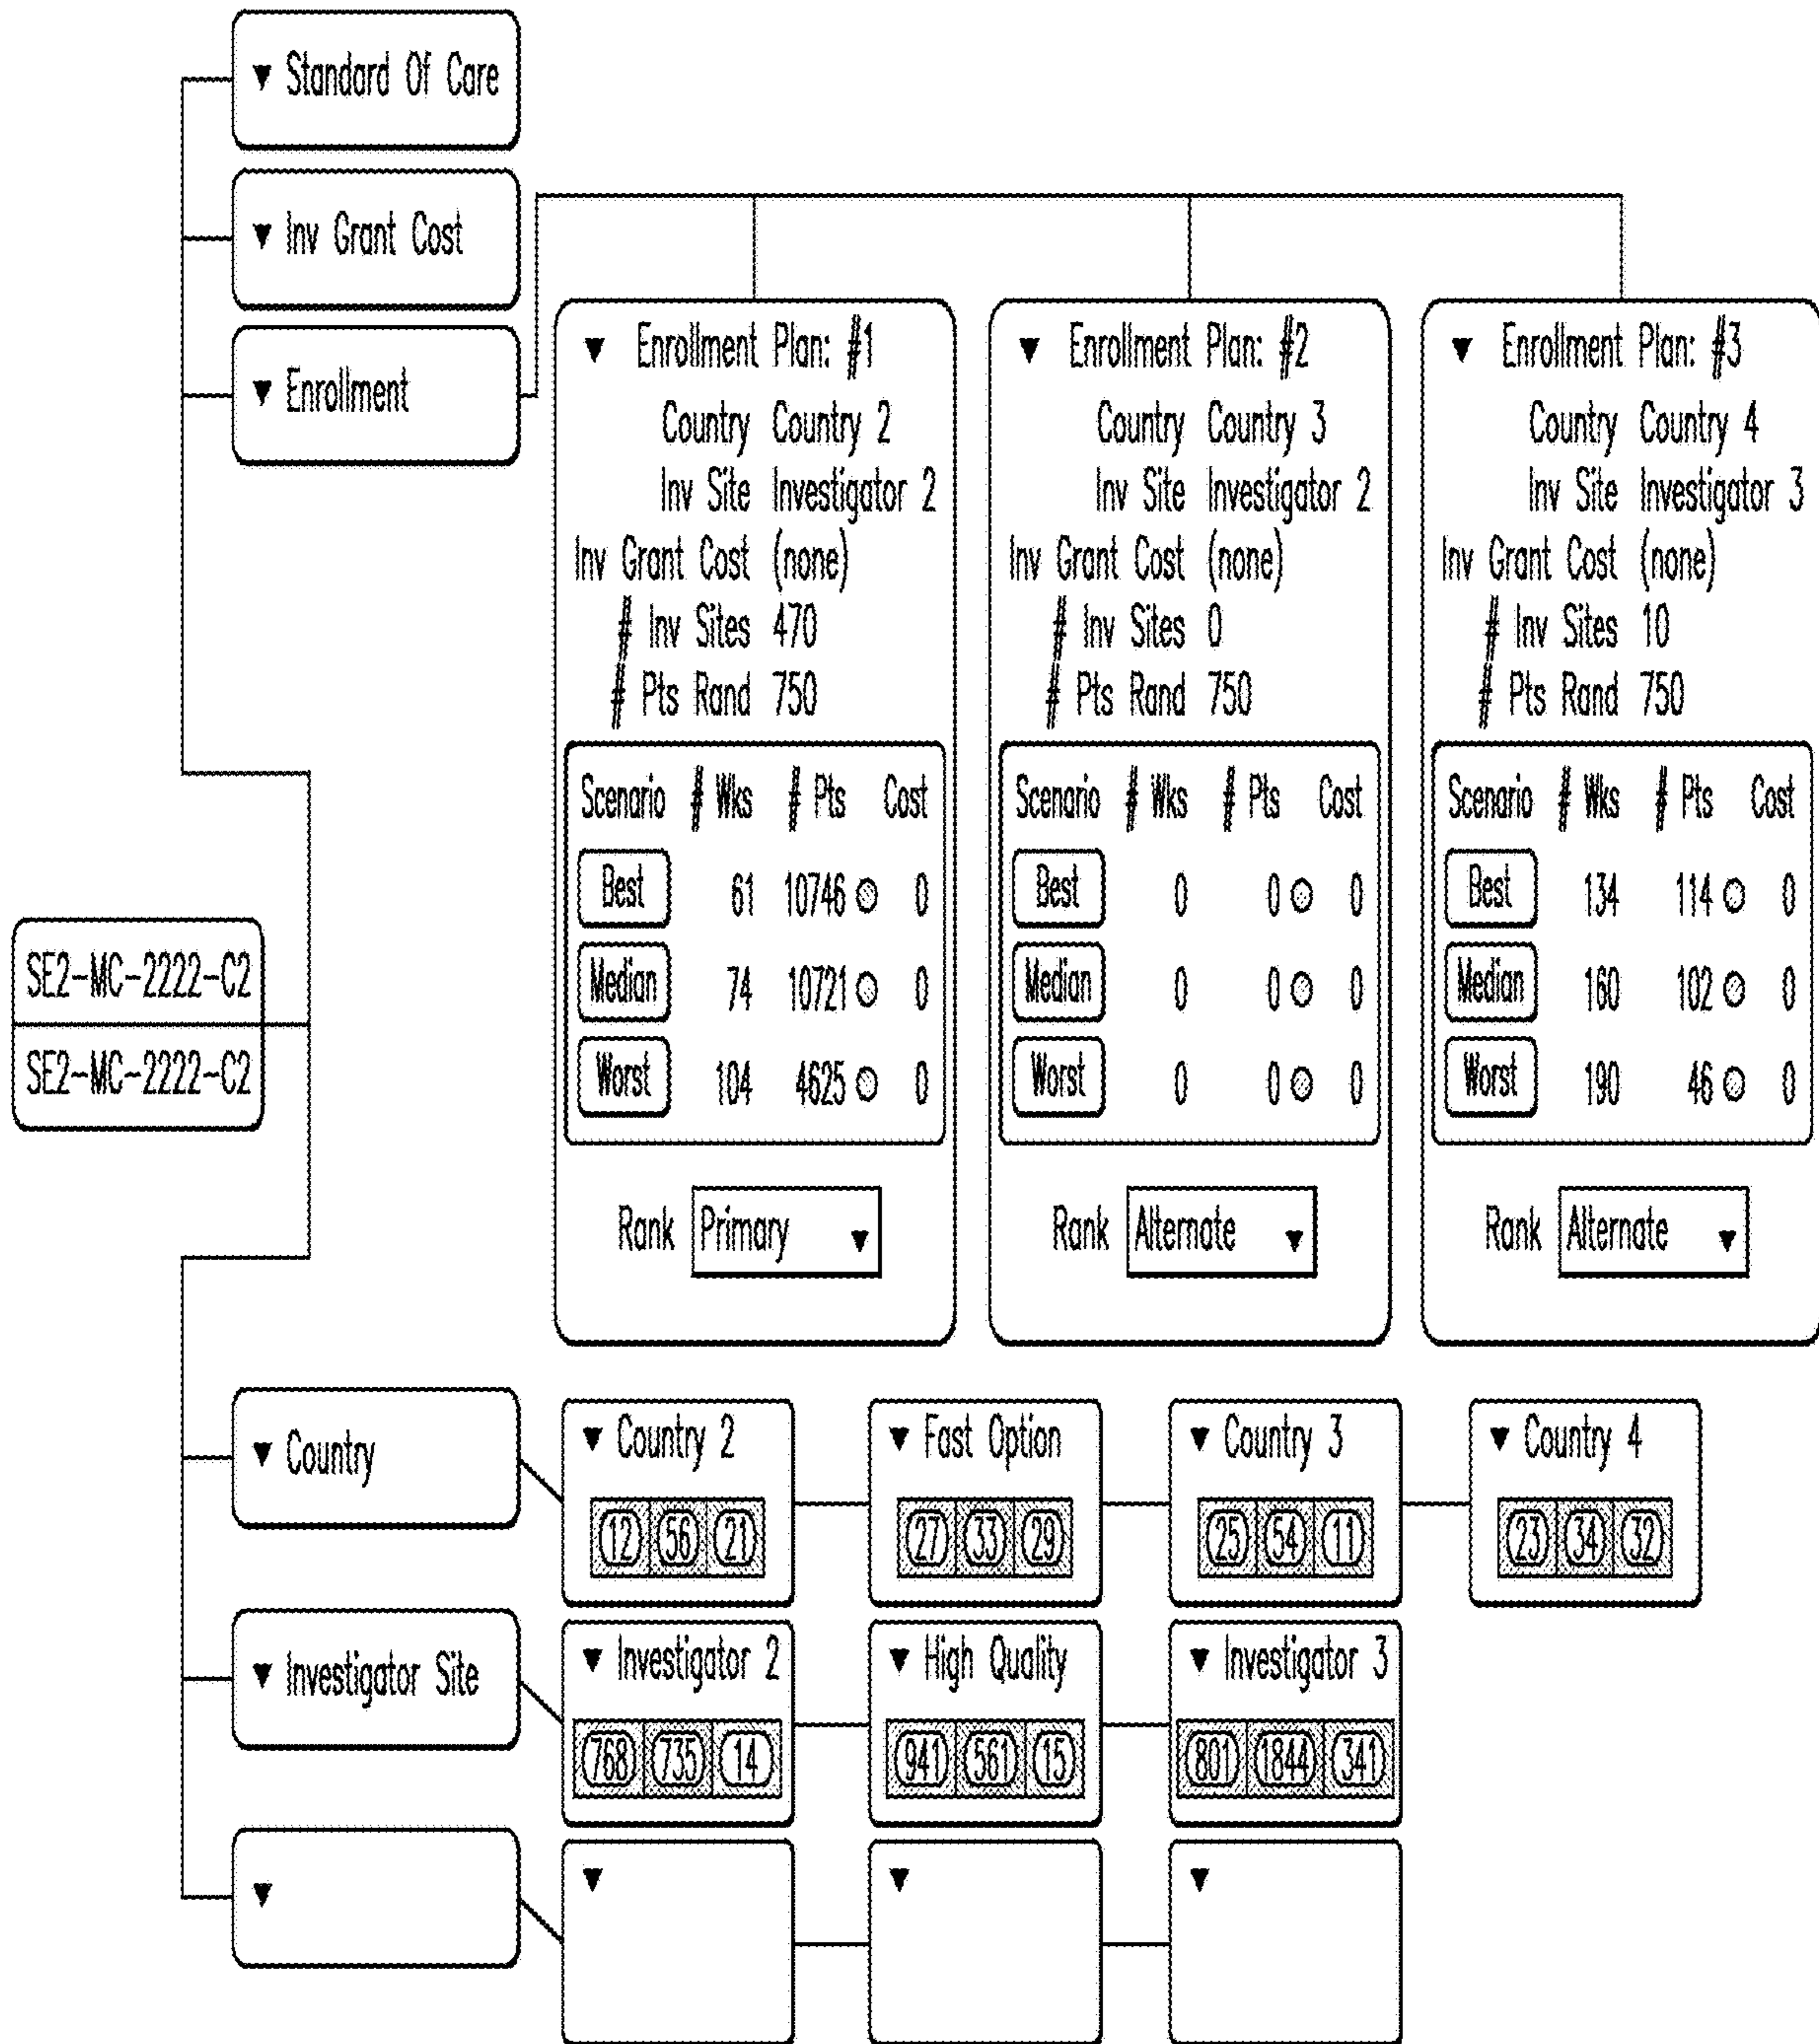 ▼ Standard Of Care
▼ Inv Grant Cost
▼ Enrollment
▼ Enrollment Plan: #1
Country Country 2
Inv Site Investigator 2
Inv Grant Cost (none)
# Inv Sites 470
# Pts Rand 750
Scenario # Wks # Pts Cost
Best 61 10746 0
Median 74 10721 0
Worst 104 4625 0
Rank Primary ▼
▼ Enrollment Plan: #2
Country Country 3
Inv Site Investigator 2
Inv Grant Cost (none)
# Inv Sites 0
# Pts Rand 750
Scenario # Wks # Pts Cost
Best 0 0 0
Median 0 0 0
Worst 0 0 0
Rank Alternate ▼
▼ Enrollment Plan: #3
Country Country 4
Inv Site Investigator 3
Inv Grant Cost (none)
# Inv Sites 10
# Pts Rand 750
Scenario # Wks # Pts Cost
Best 134 114 0
Median 160 102 0
Worst 190 46 0
Rank Alternate ▼
SE2-MC-2222-C2
SE2-MC-2222-C2
▼ Country
▼ Country 2
12 56 21
▼ Fast Option
27 33 29
▼ Country 3
25 54 11
▼ Country 4
23 34 32
▼ Investigator Site
▼ Investigator 2
768 735 14
▼ High Quality
941 561 15
▼ Investigator 3
801 1844 341
▼
▼
▼
▼